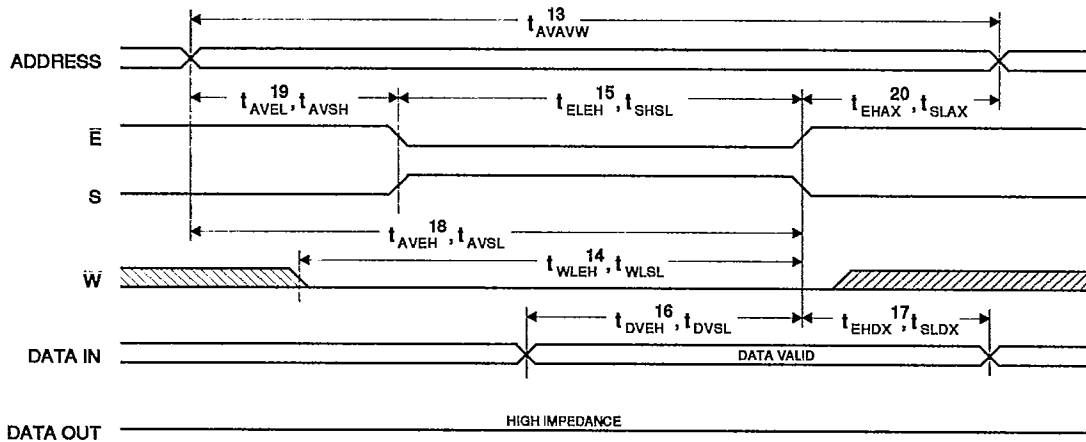 13
tAVAVW
ADDRESS
19
tAVEL, tAVSH
15
tELEH, tSHSL
20
tEHAX, tSLAX
E̅
S
18
tAVEH, tAVSL
14
tWLEH, tWLSL
W̅
16
tDVEH, tDVSL
17
tEHDX, tSLDX
DATA IN
DATA VALID
HIGH IMPEDANCE
DATA OUT